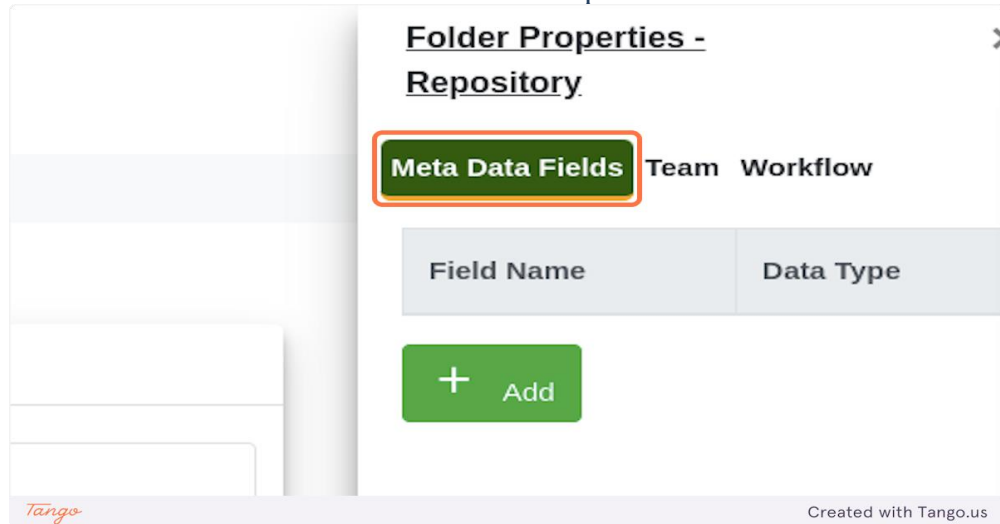 Folder Properties -
Repository
Meta Data Fields Team Workflow
Field Name Data Type
+ Add
Tango Created with Tango.us